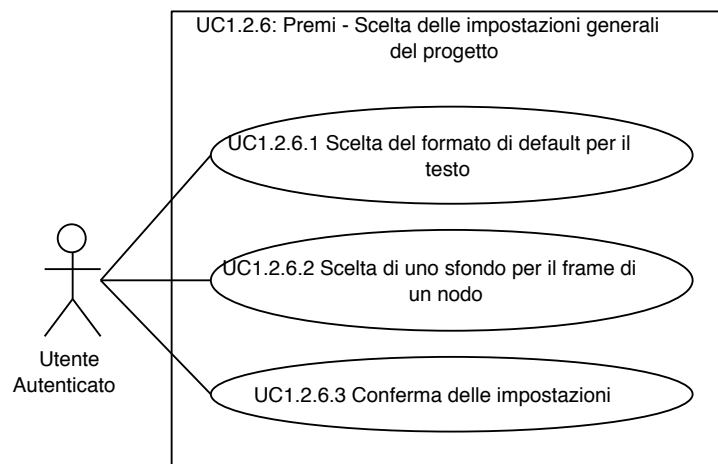 UC1.2.6: Premi - Scelta delle impostazioni generali
del progetto
UC1.2.6.1 Scelta del formato di default per il
testo
UC1.2.6.2 Scelta di uno sfondo per il frame di
un nodo
Utente
Autenticato
UC1.2.6.3 Conferma delle impostazioni